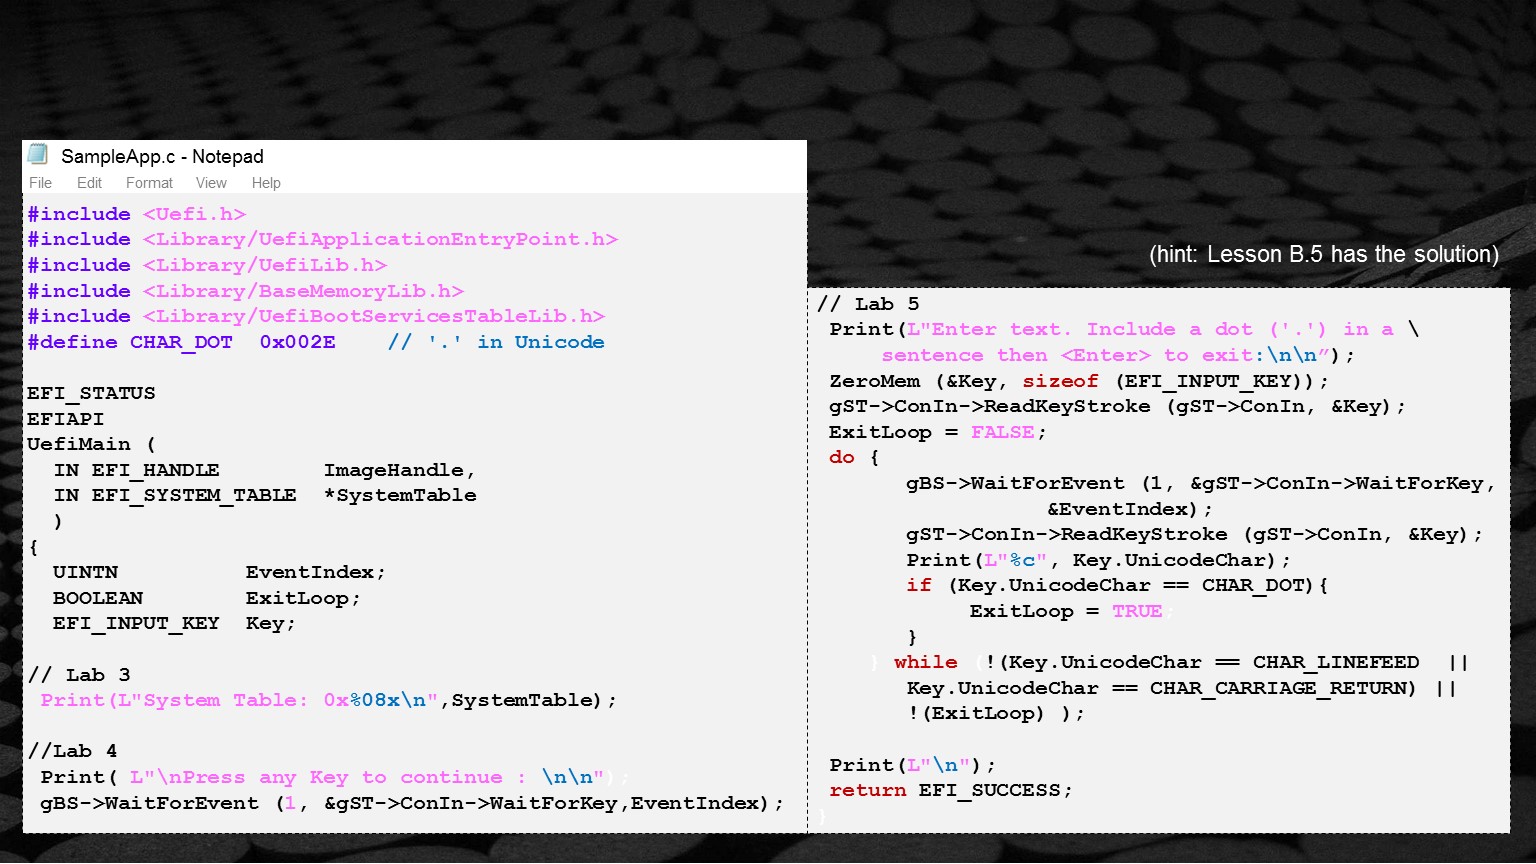 SampleApp.c - Notepad
File Edit Format View Help
#include <Uefi.h>
#include <Library/UefiApplicationEntryPoint.h>
#include <Library/UefiLib.h>
#include <Library/BaseMemoryLib.h>
#include <Library/UefiBootServicesTableLib.h>
#define CHAR_DOT  0x002E    // '.' in Unicode
EFI_STATUS
EFIAPI
UefiMain (
  IN EFI_HANDLE        ImageHandle,
  IN EFI_SYSTEM_TABLE  *SystemTable
  )
{
  UINTN          EventIndex;
  BOOLEAN        ExitLoop;
  EFI_INPUT_KEY  Key;
// Lab 3
 Print(L"System Table: 0x%08x\n",SystemTable);
//Lab 4
 Print( L"\nPress any Key to continue : \n\n");
 gBS->WaitForEvent (1, &gST->ConIn->WaitForKey,EventIndex);
(hint: Lesson B.5 has the solution)
// Lab 5
 Print(L"Enter text. Include a dot ('.') in a \
     sentence then <Enter> to exit:\n\n”);
 ZeroMem (&Key, sizeof (EFI_INPUT_KEY));
 gST->ConIn->ReadKeyStroke (gST->ConIn, &Key);
 ExitLoop = FALSE;
 do {
       gBS->WaitForEvent (1, &gST->ConIn->WaitForKey,
                  &EventIndex);
       gST->ConIn->ReadKeyStroke (gST->ConIn, &Key);
       Print(L"%c", Key.UnicodeChar);
       if (Key.UnicodeChar == CHAR_DOT){
            ExitLoop = TRUE;
       }
    } while (!(Key.UnicodeChar == CHAR_LINEFEED  ||
       Key.UnicodeChar == CHAR_CARRIAGE_RETURN) ||
       !(ExitLoop) );
 Print(L"\n");
 return EFI_SUCCESS;
}